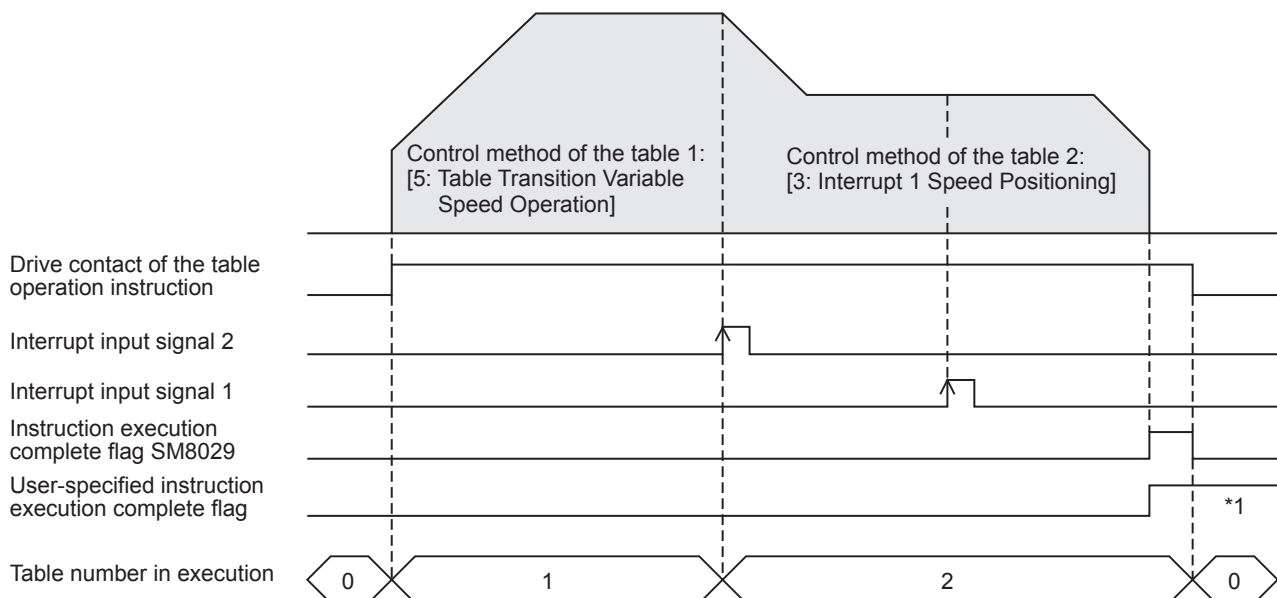 Control method of the table 1:
[5: Table Transition Variable
Speed Operation]
Control method of the table 2:
[3: Interrupt 1 Speed Positioning]
Drive contact of the table
operation instruction
Interrupt input signal 2
Interrupt input signal 1
Instruction execution
complete flag SM8029
User-specified instruction
execution complete flag
*1
Table number in execution
0
1
2
0